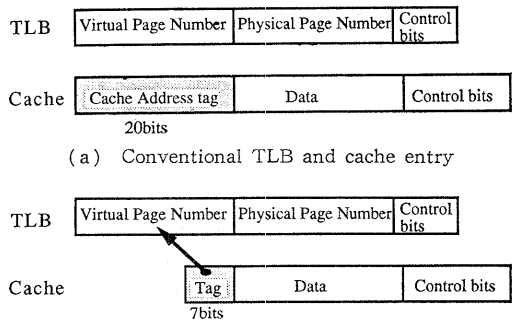 TLB Virtual Page Number Physical Page Number Control bits
Cache Cache Address tag Data Control bits
20bits
(a) Conventional TLB and cache entry
TLB Virtual Page Number Physical Page Number Control bits
Cache Tag Data Control bits
7bits